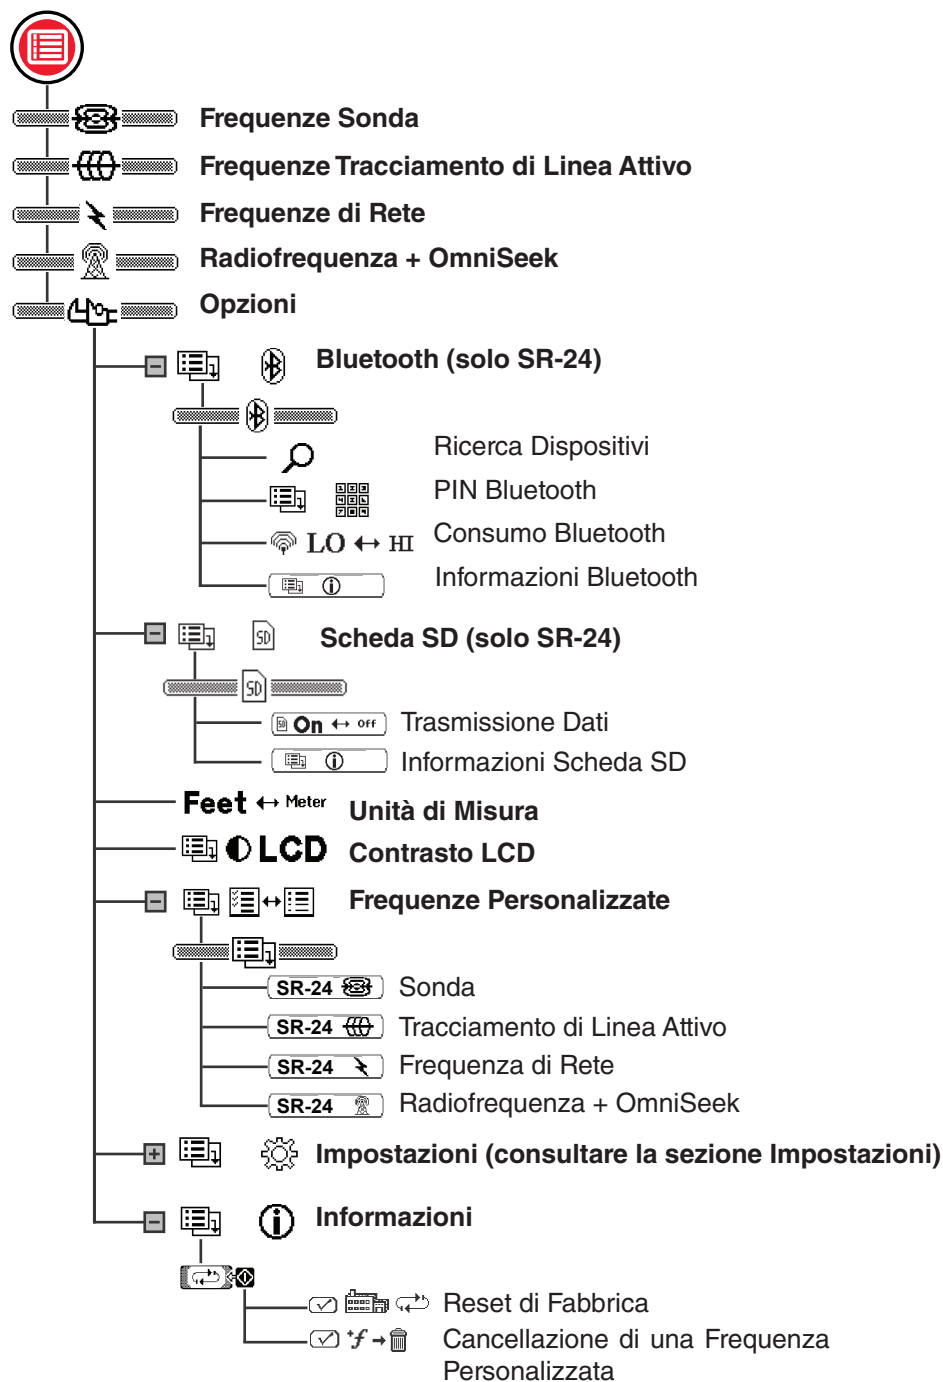 Frequenze Sonda
Frequenze Tracciamento di Linea Attivo
Frequenze di Rete
Radiofrequenza + OmniSeek
Opzioni
Bluetooth (solo SR-24)
Ricerca Dispositivi
PIN Bluetooth
LO ↔ HI Consumo Bluetooth
Informazioni Bluetooth
SD Scheda SD (solo SR-24)
SD
SD On ↔ Off Trasmissione Dati
Informazioni Scheda SD
Feet ↔ Meter Unità di Misura
LCD Contrasto LCD
Frequenze Personalizzate
SR-24 Sonda
SR-24 Tracciamento di Linea Attivo
SR-24 Frequenza di Rete
SR-24 Radiofrequenza + OmniSeek
Impostazioni (consultare la sezione Impostazioni)
Informazioni
Reset di Fabbrica
+f → Cancellazione di una Frequenza
Personalizzata